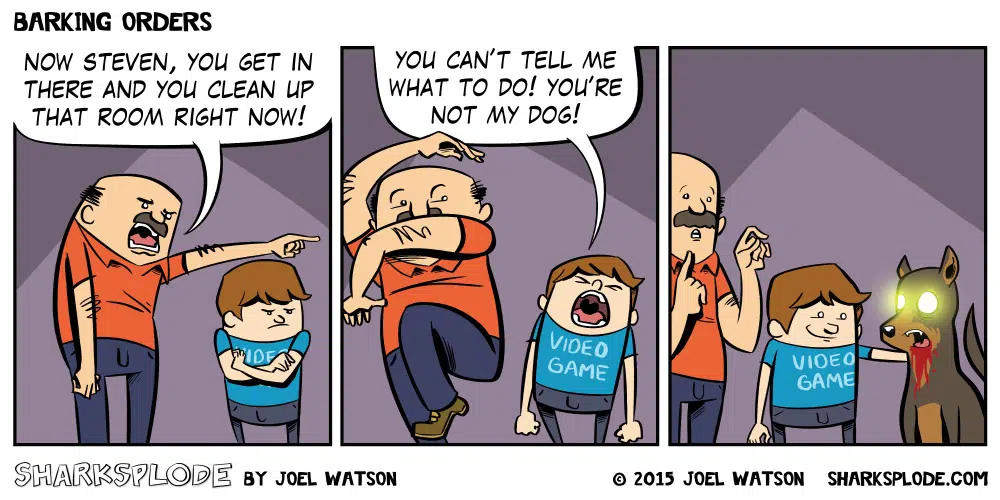 BARKING ORDERS
NOW STEVEN, YOU GET IN
THERE AND YOU CLEAN UP
THAT ROOM RIGHT NOW!
VIDEO
YOU CAN'T TELL ME
WHAT TO DO! YOU'RE
NOT MY DOG!
VIDEO
GAME
VIDEO
GAME
SHARKSPLODE BY JOEL WATSON
© 2015 JOEL WATSON SHARKSPLODE.COM